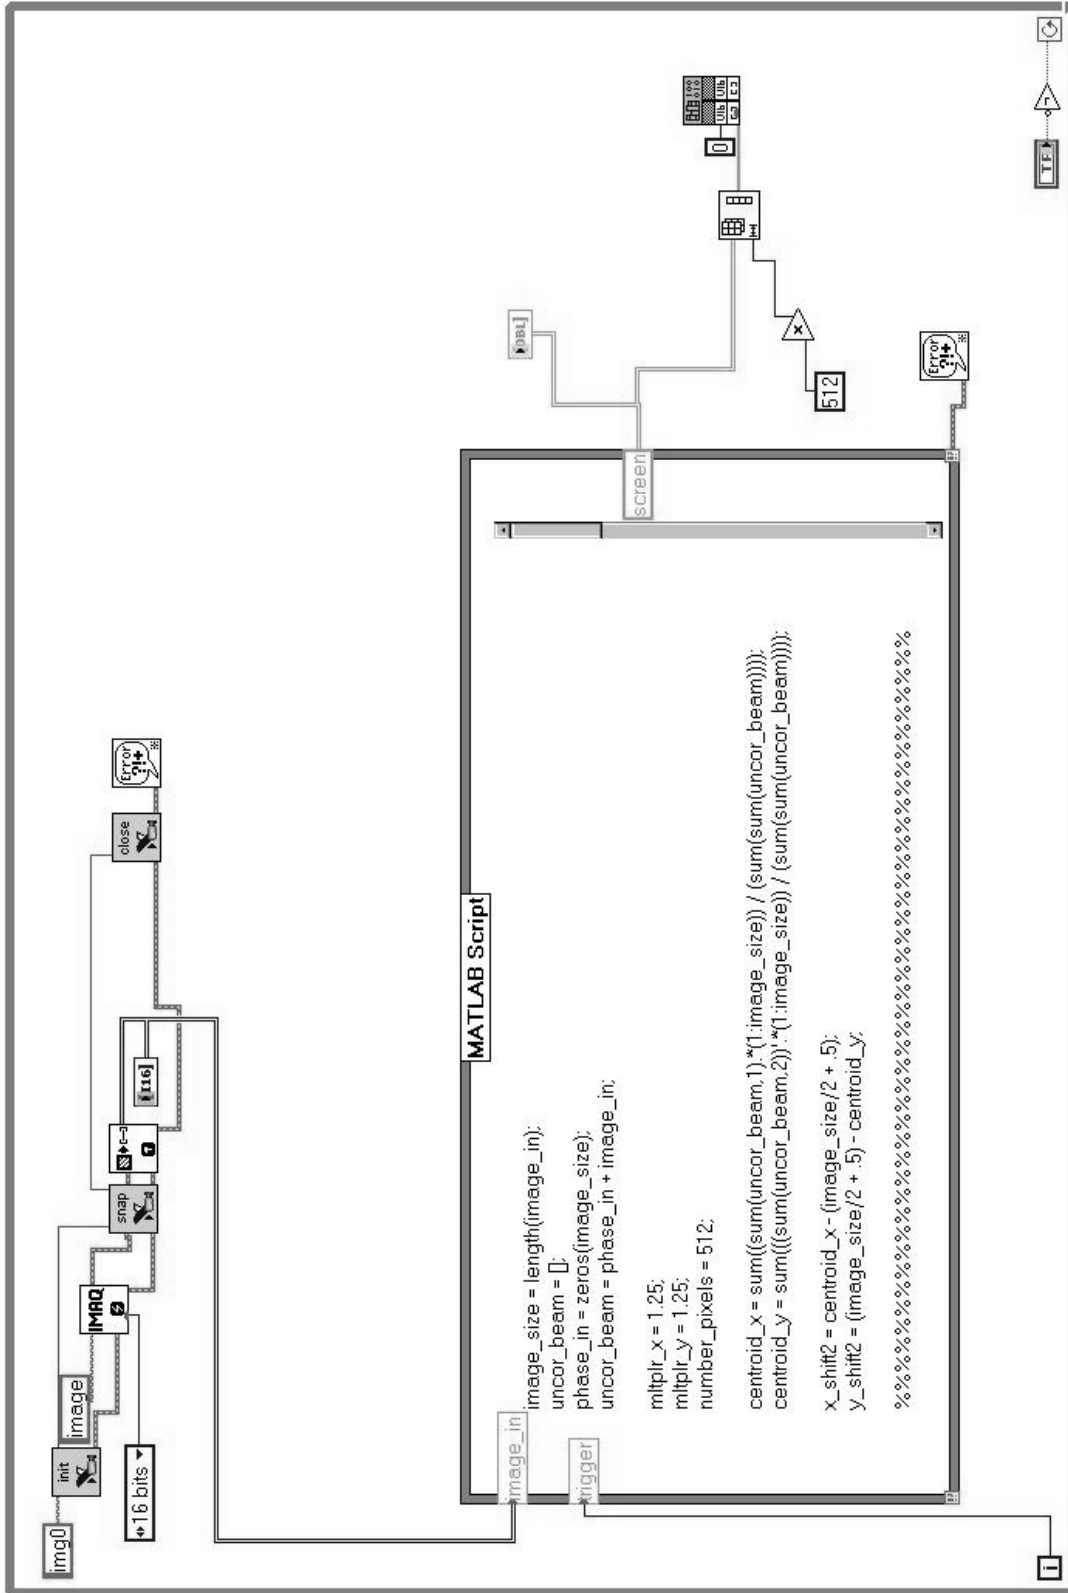 img0
init
image
16 bits
IMAQ
snap
[I16]
close
Error
?!+
MATLAB Script
image_in
trigger
image_size = length(image_in);
uncor_beam = [];
phase_in = zeros(image_size);
uncor_beam = phase_in + image_in;
mltplr_x = 1.25;
mltplr_y = 1.25;
number_pixels = 512;
centroid_x = sum((sum(uncor_beam,1).*(1:image_size)) / (sum(sum(uncor_beam))));
centroid_y = sum(((sum(uncor_beam,2))'.*(1:image_size)) / (sum(sum(uncor_beam))));
x_shift2 = centroid_x - (image_size/2 + .5);
y_shift2 = (image_size/2 + .5) - centroid_y;
%%%%%%%%%%%%%%%%%%%%%%%%%%%%%%%%%%%%%%%%
screen
[DBL]
512
x
0
Error
?!+
i
TF